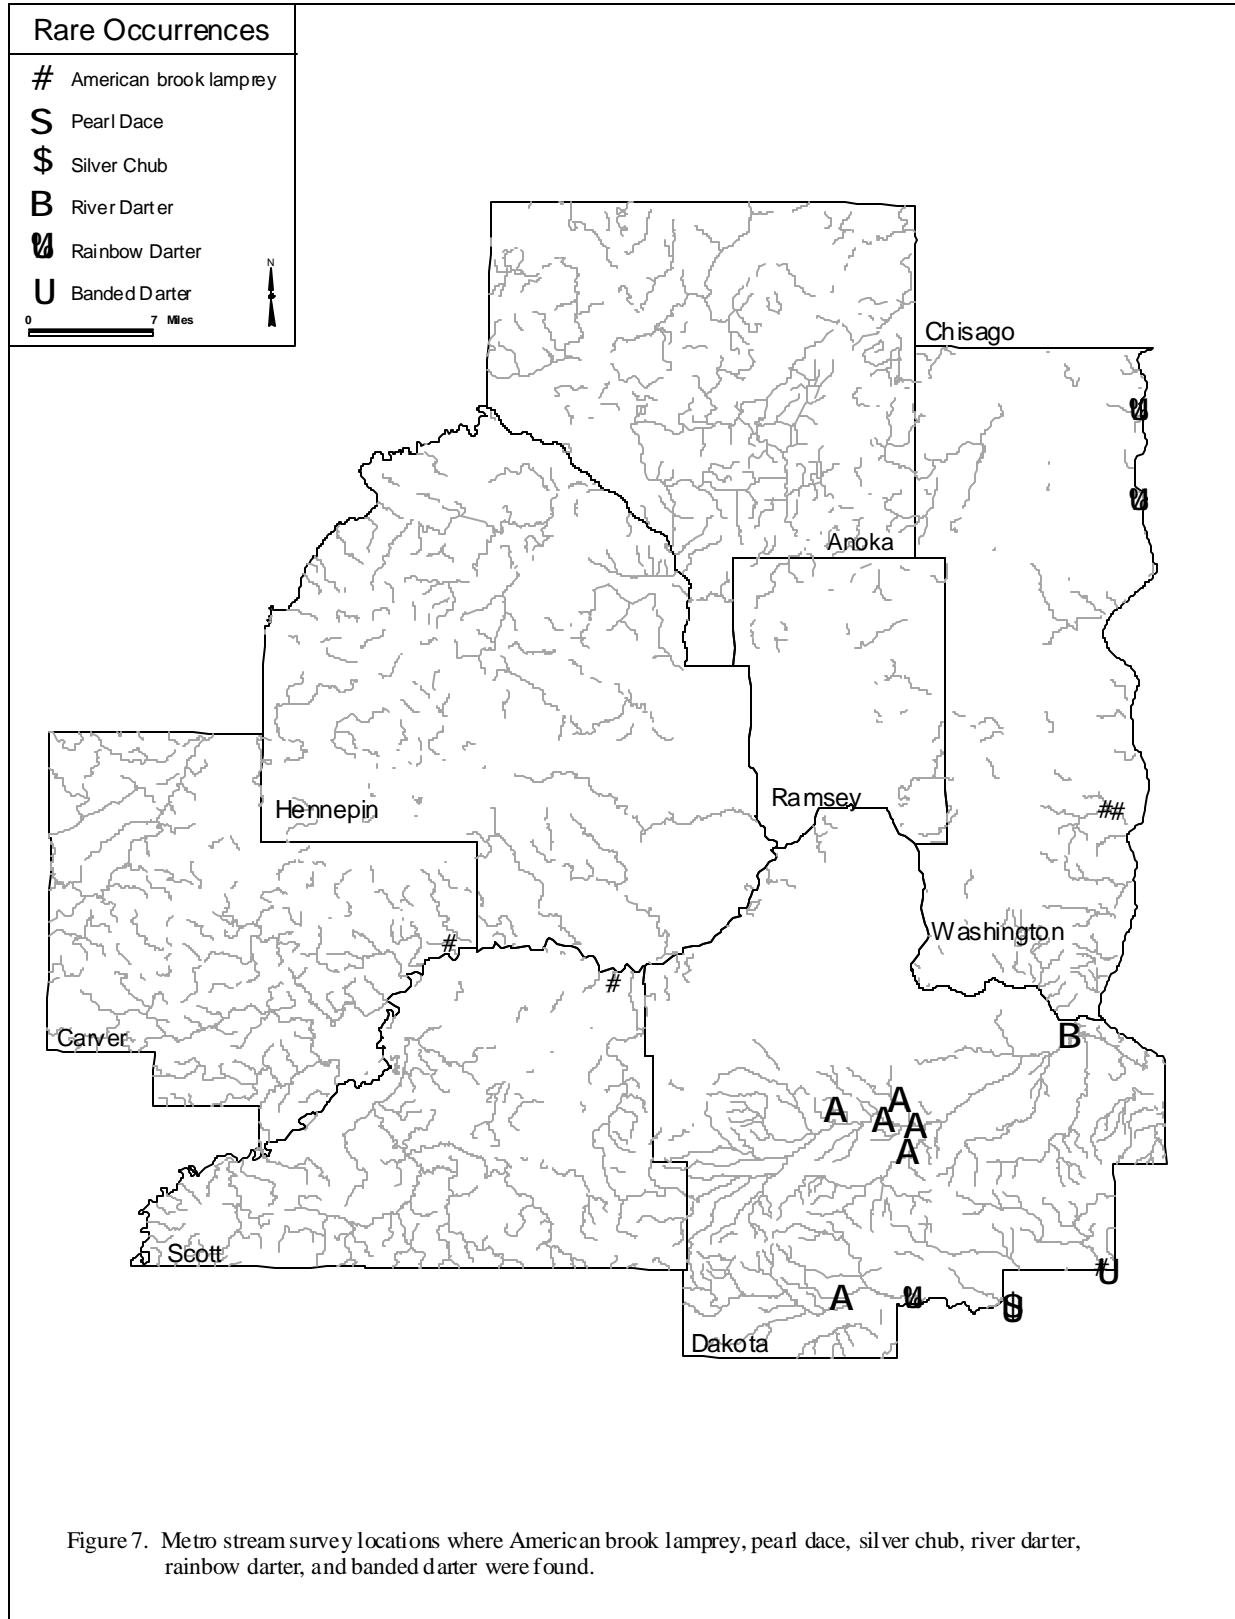 Rare Occurrences
# American brook lamprey
S Pearl Dace
$ Silver Chub
B River Darter
Rainbow Darter
U Banded Darter
N
0 7 Miles
Chisago
Anoka
Hennepin
Ramsey
##
Washington
#
#
Carver
B
A
A
A
A
A
Scott
#U
A
$
U
Dakota
Figure 7. Metro stream survey locations where American brook lamprey, pearl dace, silver chub, river darter,
rainbow darter, and banded darter were found.